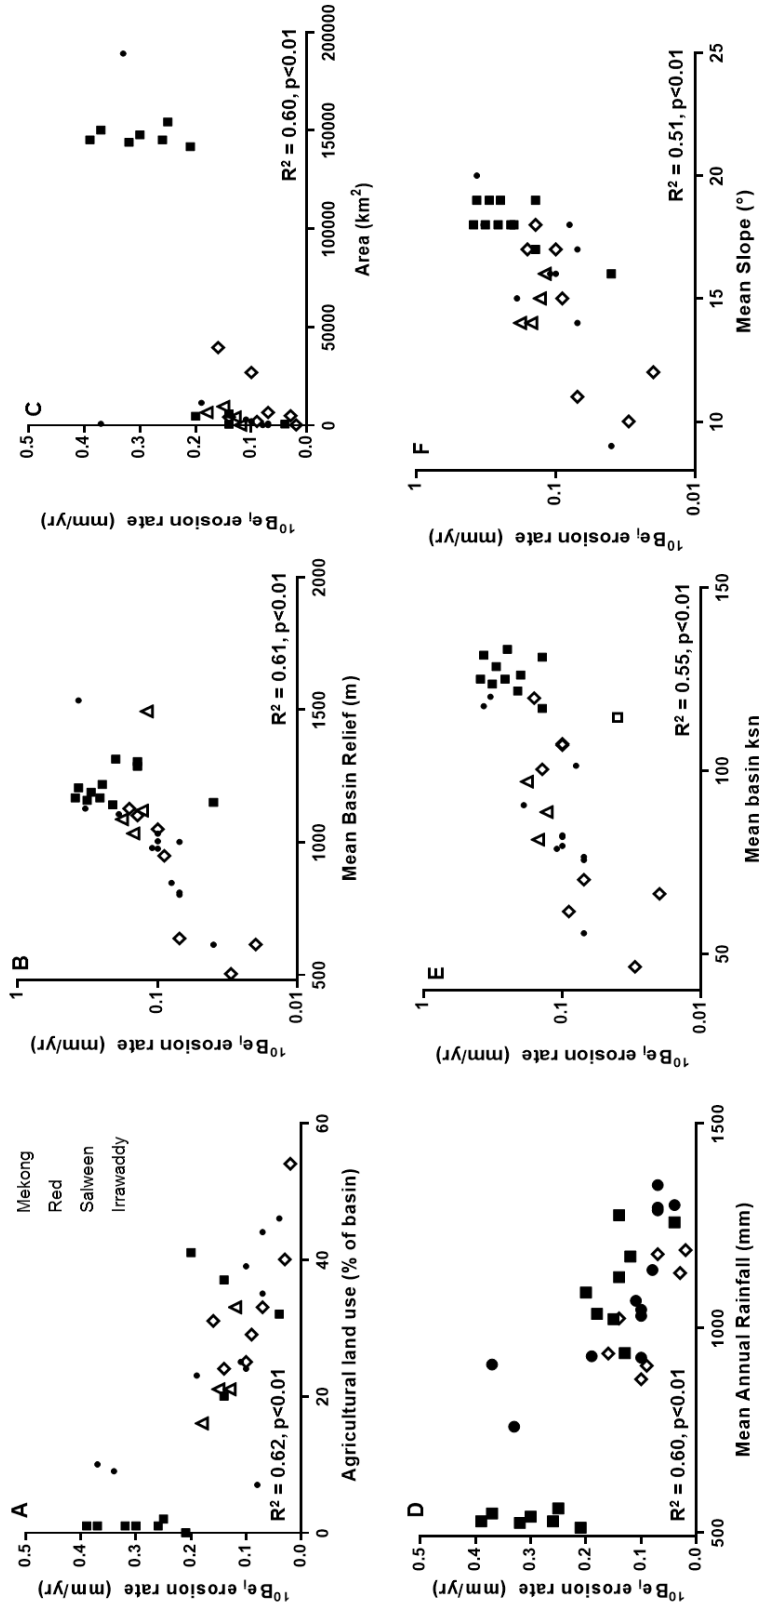 A
Mekong
Red
Salween
Irrawaddy
0.5
0.4
0.3
0.2
0.1
0.0
¹⁰Beᵢ erosion rate (mm/yr)
R² = 0.62, p<0.01
0
20
40
60
Agricultural land use (% of basin)
B
1
0.1
0.01
¹⁰Beᵢ erosion rate (mm/yr)
R² = 0.61, p<0.01
500
1000
1500
2000
Mean Basin Relief (m)
C
0.5
0.4
0.3
0.2
0.1
0.0
¹⁰Beᵢ erosion rate (mm/yr)
R² = 0.60, p<0.01
0
50000
100000
150000
200000
Area (km²)
D
0.5
0.4
0.3
0.2
0.1
0.0
¹⁰Beᵢ erosion rate (mm/yr)
R² = 0.60, p<0.01
500
1000
1500
Mean Annual Rainfall (mm)
E
1
0.1
0.01
¹⁰Beᵢ erosion rate (mm/yr)
R² = 0.55, p<0.01
50
100
150
Mean basin ksn
F
1
0.1
0.01
¹⁰Beᵢ erosion rate (mm/yr)
R² = 0.51, p<0.01
10
15
20
25
Mean Slope (°)